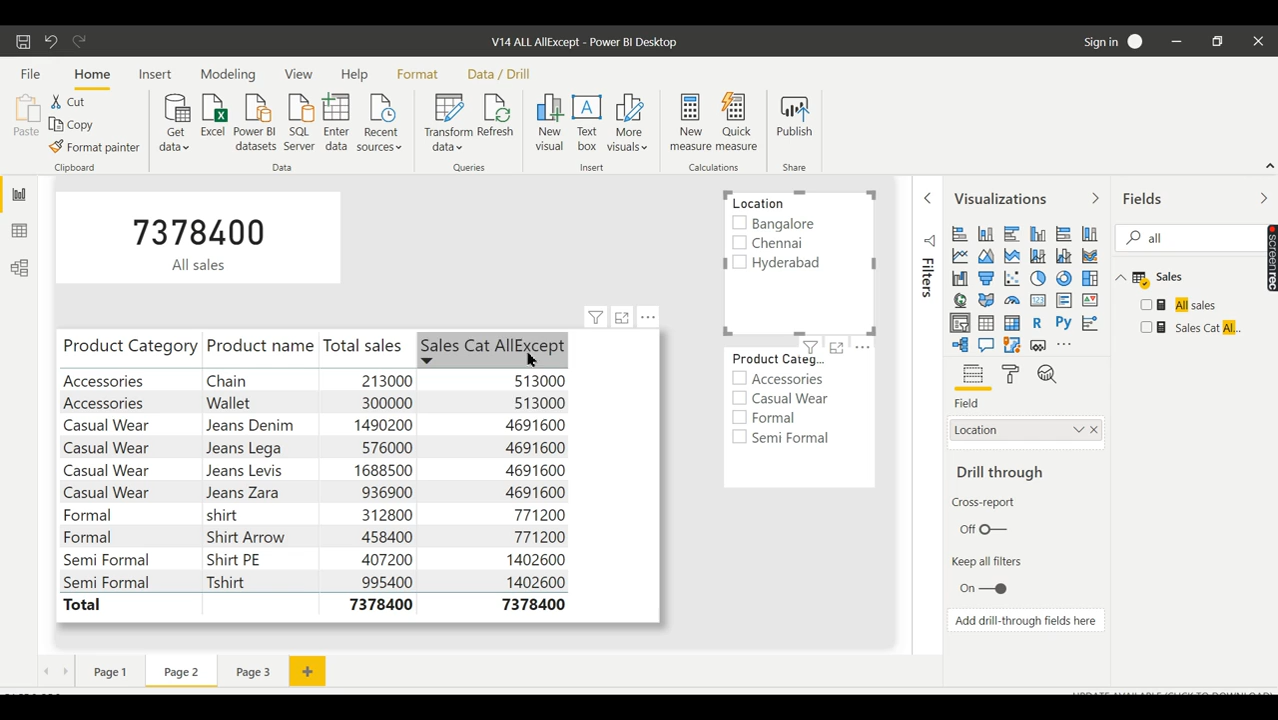 V14 ALL AllExcept - Power BI Desktop
Sign in
File Home Insert Modeling View Help Format Data / Drill
Paste
Cut
Copy
Format painter
Clipboard
Get data
Excel
Power BI datasets
SQL Server
Enter data
Recent sources
Data
Transform data
Refresh
Queries
New visual
Text box
More visuals
Insert
New measure
Quick measure
Calculations
Publish
Share
7378400
All sales
Location
Bangalore
Chennai
Hyderabad
Product Categ...
Accessories
Casual Wear
Formal
Semi Formal
Product Category Product name Total sales Sales Cat AllExcept
Accessories Chain 213000 513000
Accessories Wallet 300000 513000
Casual Wear Jeans Denim 1490200 4691600
Casual Wear Jeans Lega 576000 4691600
Casual Wear Jeans Levis 1688500 4691600
Casual Wear Jeans Zara 936900 4691600
Formal shirt 312800 771200
Formal Shirt Arrow 458400 771200
Semi Formal Shirt PE 407200 1402600
Semi Formal Tshirt 995400 1402600
Total 7378400 7378400
Filters
Visualizations
R Py
Field
Location
Drill through
Cross-report
Off
Keep all filters
On
Add drill-through fields here
Fields
all
Sales
All sales
Sales Cat Al...
screenrec
Page 1 Page 2 Page 3